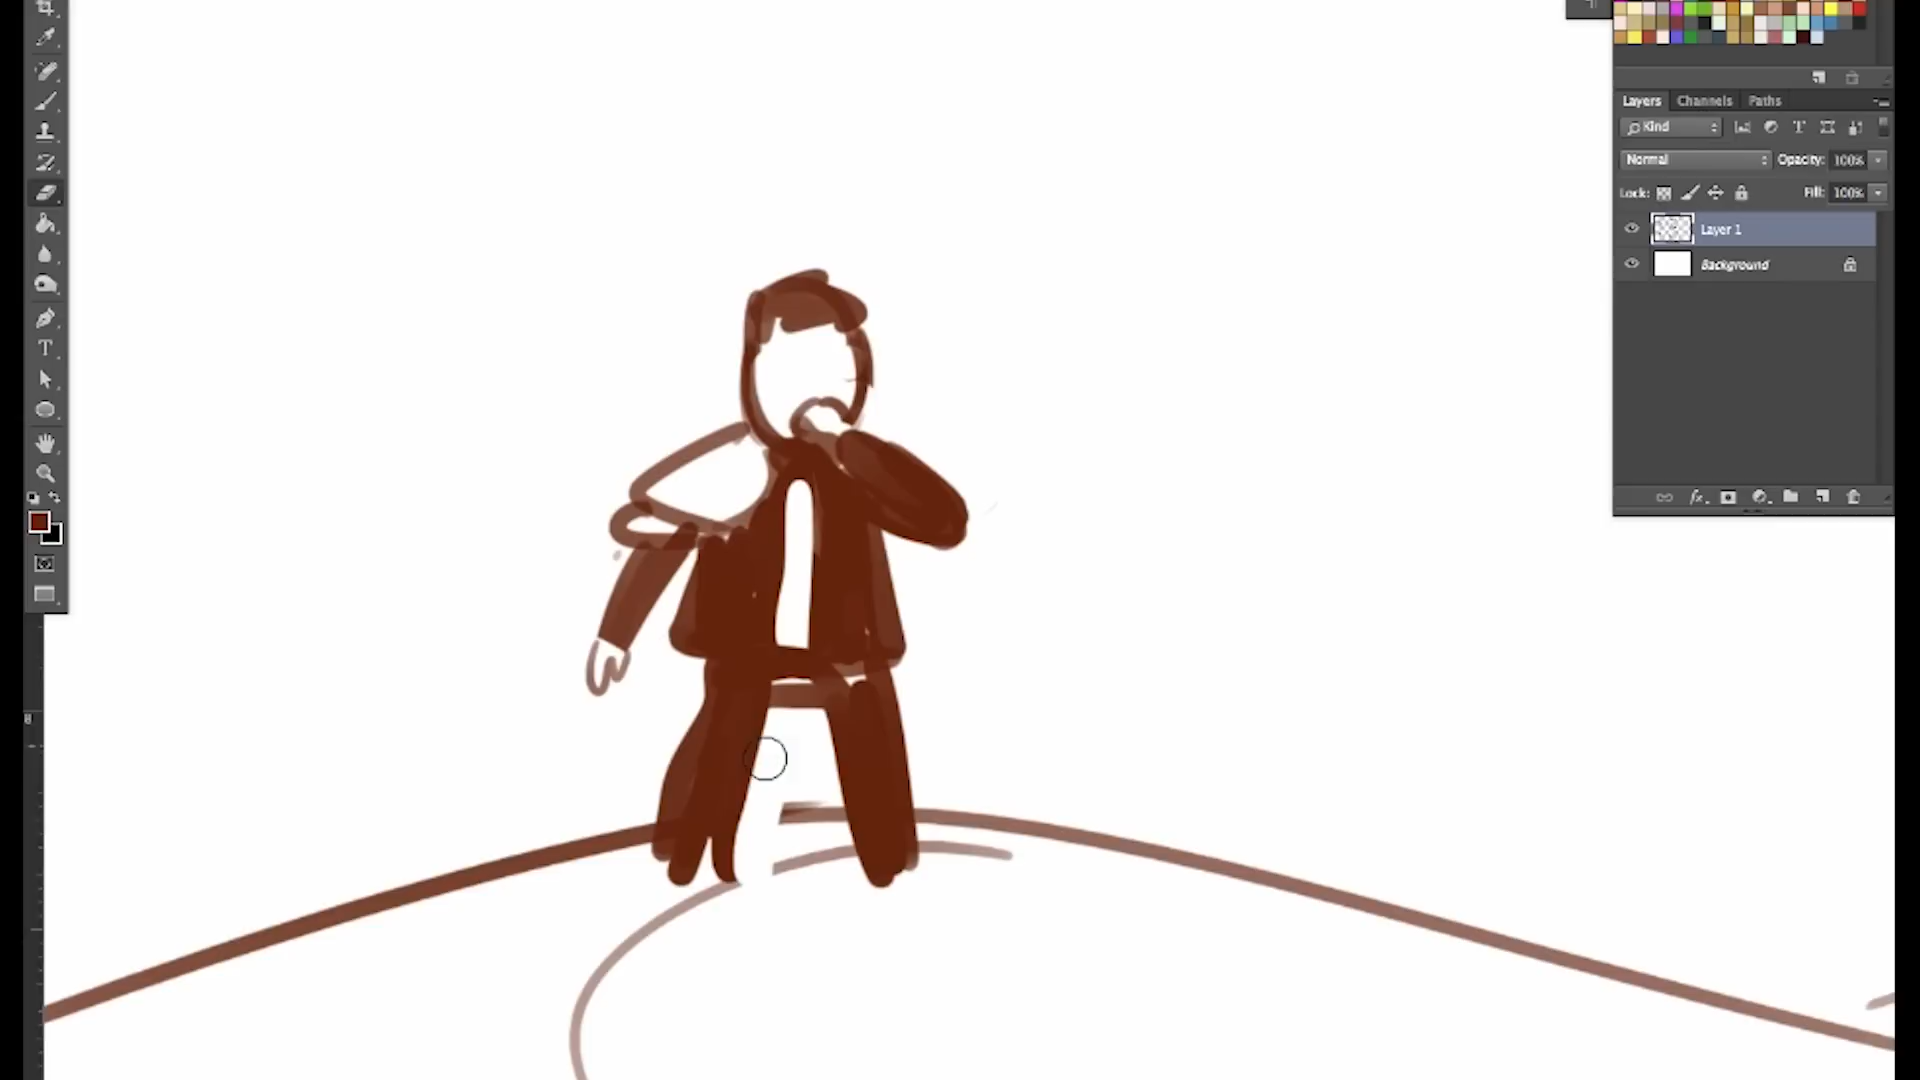 Layers Channels Paths
Kind
Normal Opacity: 100%
Lock: Fill: 100%
Layer 1
Background